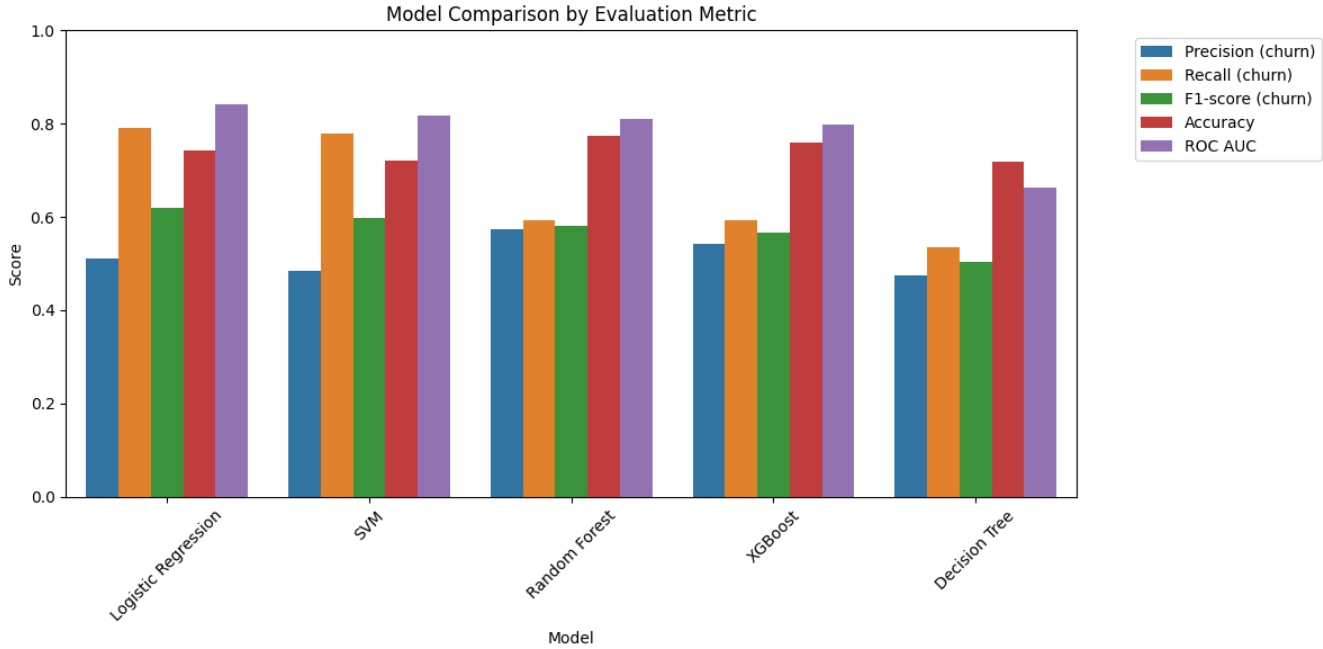 Model Comparison by Evaluation Metric
1.0
0.8
0.6
0.4
0.2
0.0
Score
Logistic Regression
SVM
Random Forest
XGBoost
Decision Tree
Model
Precision (churn)
Recall (churn)
F1-score (churn)
Accuracy
ROC AUC